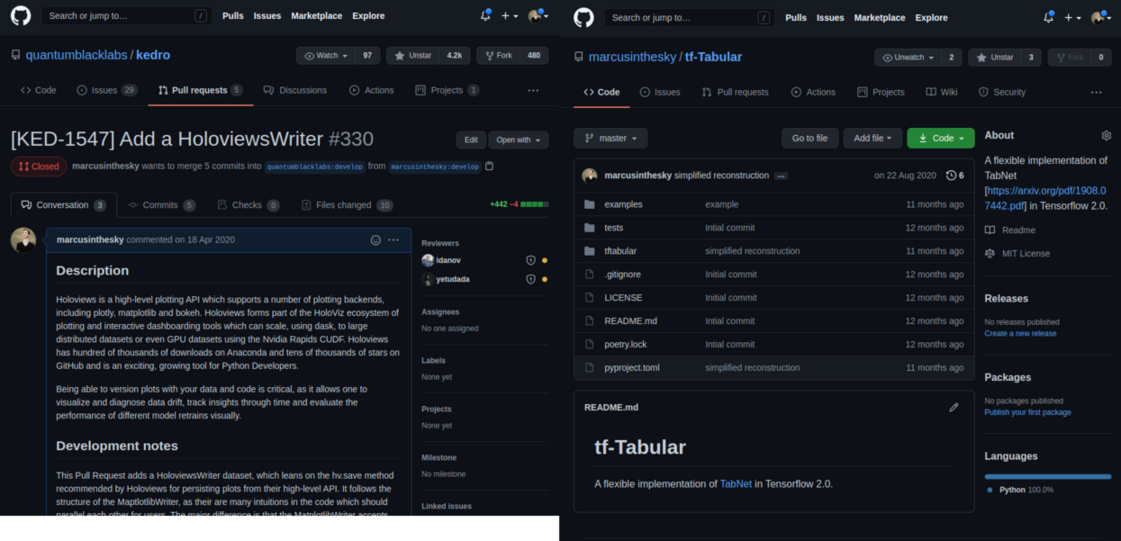 Search or jump to… /
Pulls Issues Marketplace Explore
quantumblacklabs / kedro
Watch 97 Unstar 4.2k Fork 480
Code Issues 29 Pull requests 5 Discussions Actions Projects 1 ...
[KED-1547] Add a HoloviewsWriter #330
Edit Open with
Closed marcusinthesky wants to merge 5 commits into quantumblacklabs:develop from marcusinthesky:develop
Conversation 3 Commits 5 Checks 0 Files changed 10 +442 −4
marcusinthesky commented on 18 Apr 2020 ...
Description
Holoviews is a high-level plotting API which supports a number of plotting backends,
including plotly, matplotlib and bokeh. Holoviews forms part of the HoloViz ecosystem of
plotting and interactive dashboarding tools which can scale, using dask, to large
distributed datasets or even GPU datasets using the Nvidia Rapids CUDF. Holoviews
has hundred of thousands of downloads on Anaconda and tens of thousands of stars on
GitHub and is an exciting, growing tool for Python Developers.
Being able to version plots with your data and code is critical, as it allows one to
visualize and diagnose data drift, track insights through time and evaluate the
performance of different model retrains visually.
Development notes
This Pull Request adds a HoloviewsWriter dataset, which leans on the hv.save method
recommended by Holoviews for persisting plots from their high-level API. It follows the
structure of the MaptlotlibWriter, as their are many intuitions in the code which should
parallel each other for users. The major difference is that the MatplotlibWriter accepts
Reviewers
idanov
yetudada
Assignees
No one assigned
Labels
None yet
Projects
None yet
Milestone
No milestone
Linked issues
Search or jump to… /
Pulls Issues Marketplace Explore
marcusinthesky / tf-Tabular
Unwatch 2 Unstar 3 Fork 0
Code Issues Pull requests Actions Projects Wiki Security ...
master Go to file Add file Code
marcusinthesky simplified reconstruction ... on 22 Aug 2020 6
examples example 11 months ago
tests Intial commit 12 months ago
tftabular simplified reconstruction 11 months ago
.gitignore Initial commit 12 months ago
LICENSE Initial commit 12 months ago
README.md Intial commit 12 months ago
poetry.lock Intial commit 12 months ago
pyproject.toml simplified reconstruction 11 months ago
README.md
tf-Tabular
A flexible implementation of TabNet in Tensorflow 2.0.
About
A flexible implementation of
TabNet
[https://arxiv.org/pdf/1908.0
7442.pdf] in Tensorflow 2.0.
Readme
MIT License
Releases
No releases published
Create a new release
Packages
No packages published
Publish your first package
Languages
Python 100.0%